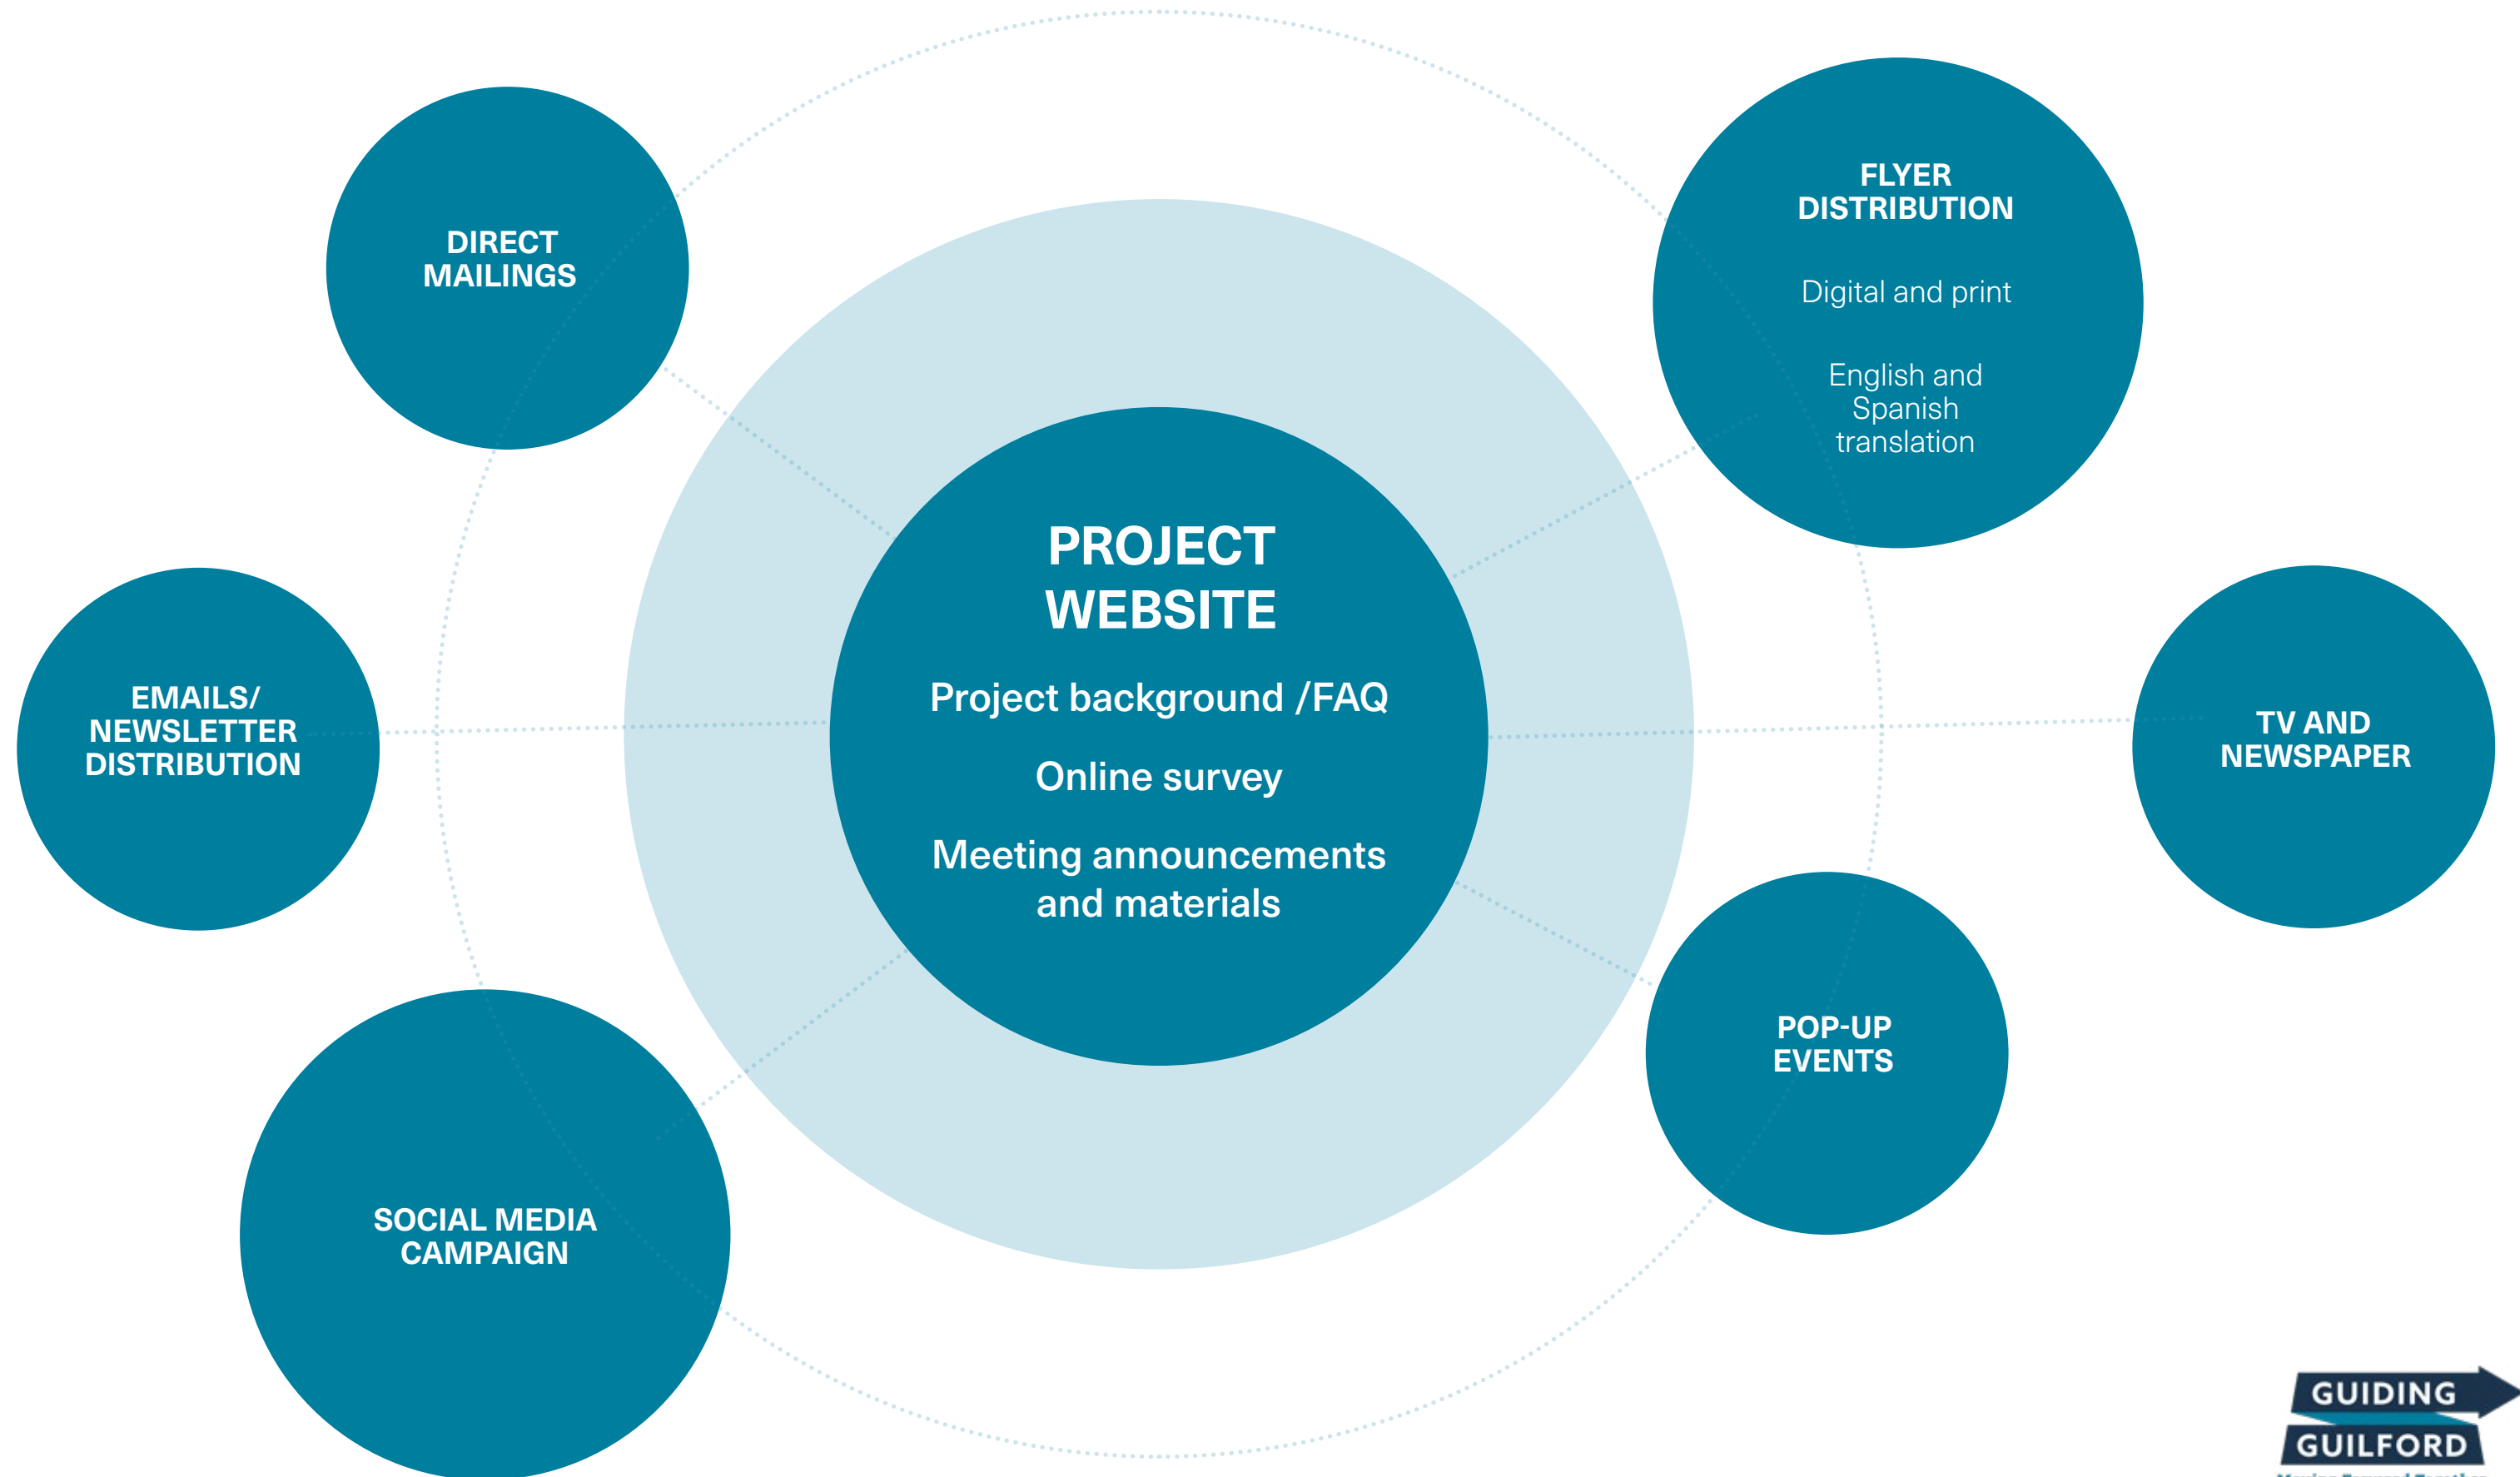 DIRECT
MAILINGS
FLYER
DISTRIBUTION
Digital and print
English and
Spanish
translation
PROJECT
WEBSITE
Project background /FAQ
Online survey
Meeting announcements
and materials
EMAILS/
NEWSLETTER
DISTRIBUTION
TV AND
NEWSPAPER
POP-UP
EVENTS
SOCIAL MEDIA
CAMPAIGN
GUIDING
GUILFORD